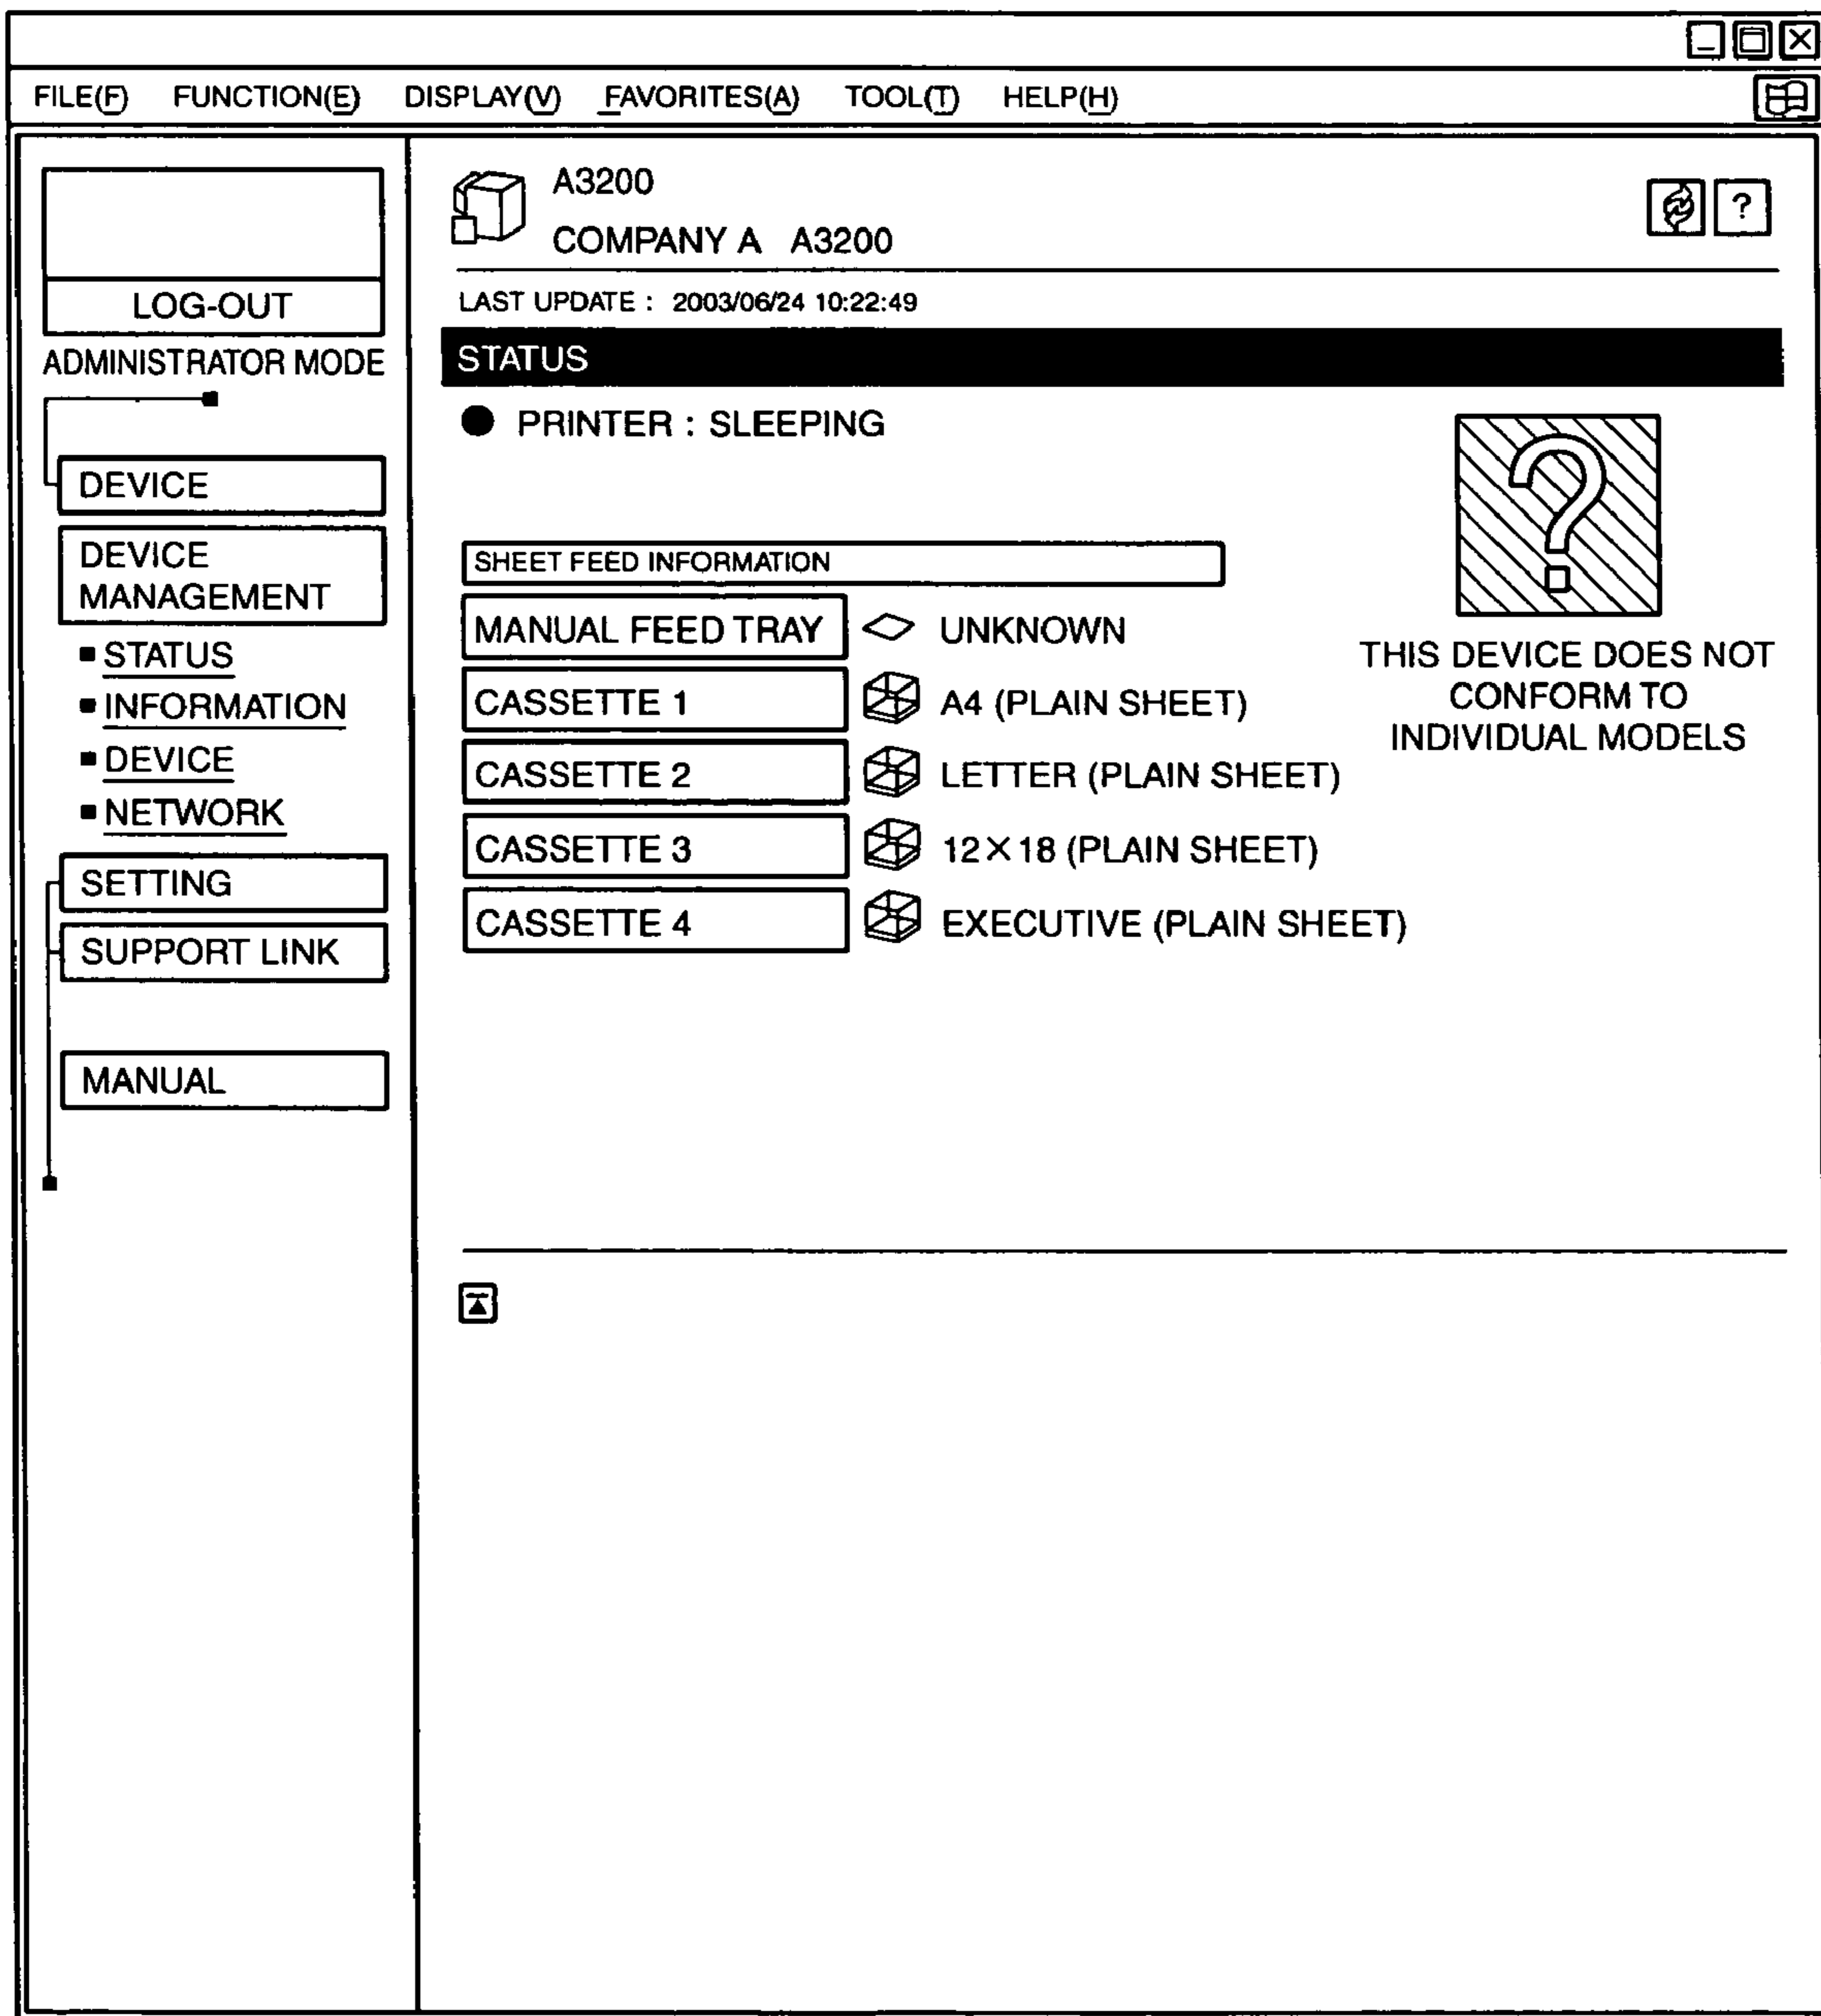 FILE(F) FUNCTION(E) DISPLAY(V) FAVORITES(A) TOOL(T) HELP(H)
LOG-OUT
ADMINISTRATOR MODE
DEVICE
DEVICE
MANAGEMENT
STATUS
INFORMATION
DEVICE
NETWORK
SETTING
SUPPORT LINK
MANUAL
A3200
COMPANY A A3200
?
LAST UPDATE : 2003/06/24 10:22:49
STATUS
PRINTER : SLEEPING
SHEET FEED INFORMATION
MANUAL FEED TRAY UNKNOWN
CASSETTE 1 A4 (PLAIN SHEET)
CASSETTE 2 LETTER (PLAIN SHEET)
CASSETTE 3 12×18 (PLAIN SHEET)
CASSETTE 4 EXECUTIVE (PLAIN SHEET)
?
THIS DEVICE DOES NOT
CONFORM TO
INDIVIDUAL MODELS